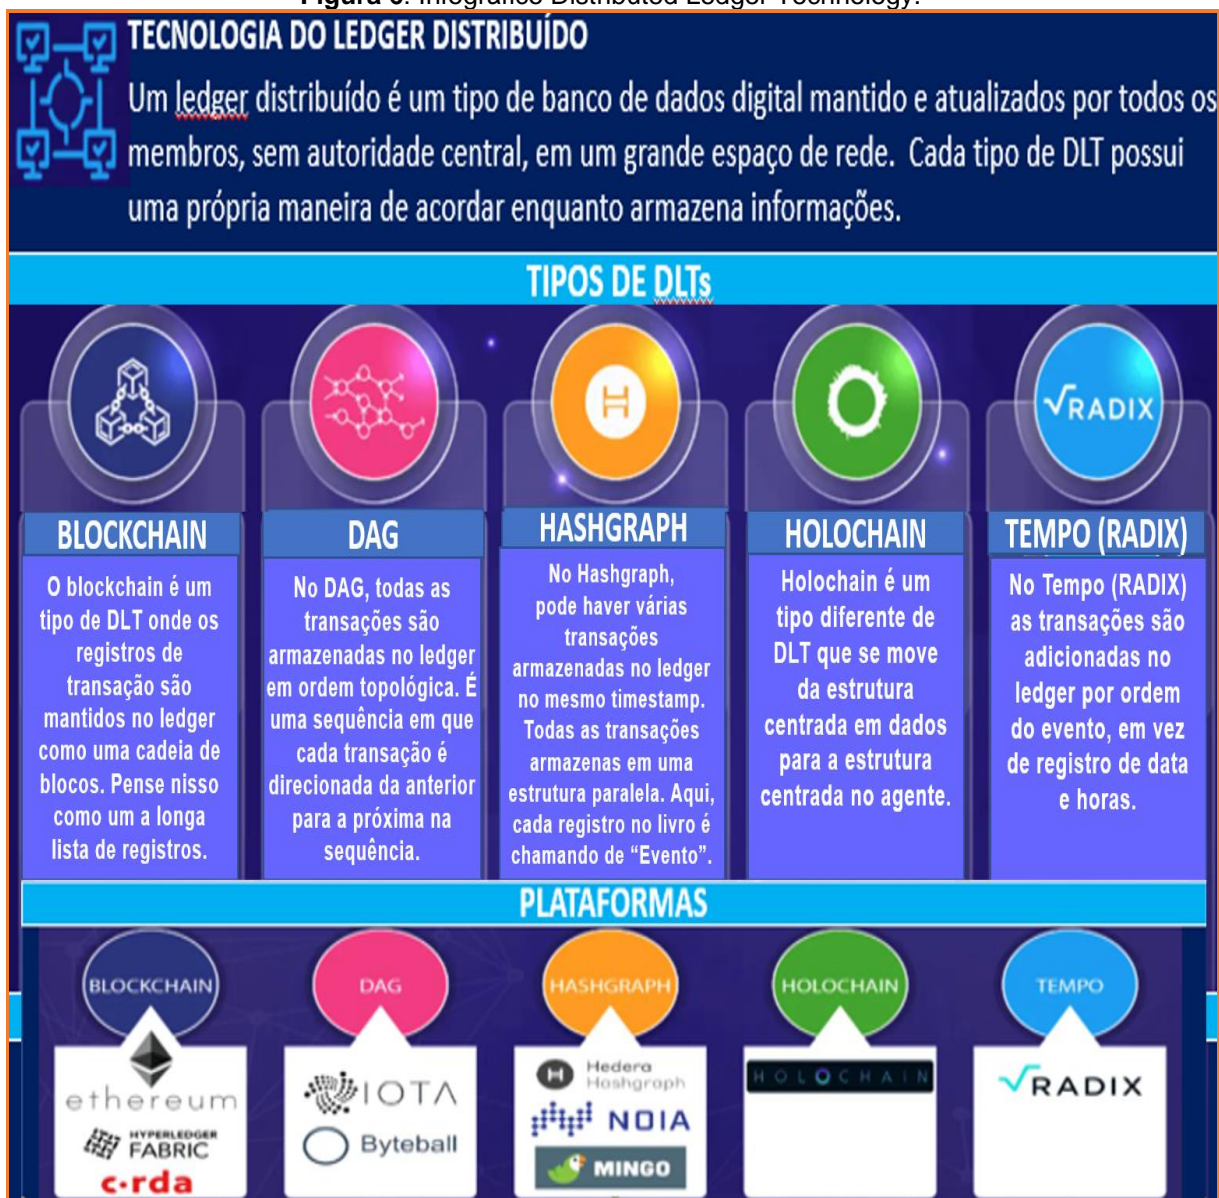 Figura 6. Infográfico Distributed Ledger Technology.
TECNOLOGIA DO LEDGER DISTRIBUÍDO
Um ledger distribuído é um tipo de banco de dados digital mantido e atualizados por todos os
membros, sem autoridade central, em um grande espaço de rede. Cada tipo de DLT possui
uma própria maneira de acordar enquanto armazena informações.
TIPOS DE DLTs
√RADIX
BLOCKCHAIN
O blockchain é um
tipo de DLT onde os
registros de
transação são
mantidos no ledger
como uma cadeia de
blocos. Pense nisso
como um a longa
lista de registros.
DAG
No DAG, todas as
transações são
armazenadas no ledger
em ordem topológica. É
uma sequência em que
cada transação é
direcionada da anterior
para a próxima na
sequência.
HASHGRAPH
No Hashgraph,
pode haver várias
transações
armazenadas no ledger
no mesmo timestamp.
Todas as transações
armazenas em uma
estrutura paralela. Aqui,
cada registro no livro é
chamando de “Evento”.
HOLOCHAIN
Holochain é um
tipo diferente de
DLT que se move
da estrutura
centrada em dados
para a estrutura
centrada no agente.
TEMPO (RADIX)
No Tempo (RADIX)
as transações são
adicionadas no
ledger por ordem
do evento, em vez
de registro de data
e horas.
PLATAFORMAS
BLOCKCHAIN
ethereum
HYPERLEDGER
FABRIC
c·rda
DAG
IOTA
Byteball
HASHGRAPH
Hedera
Hashgraph
NOIA
MINGO
HOLOCHAIN
HOLOCHAIN
TEMPO
√RADIX